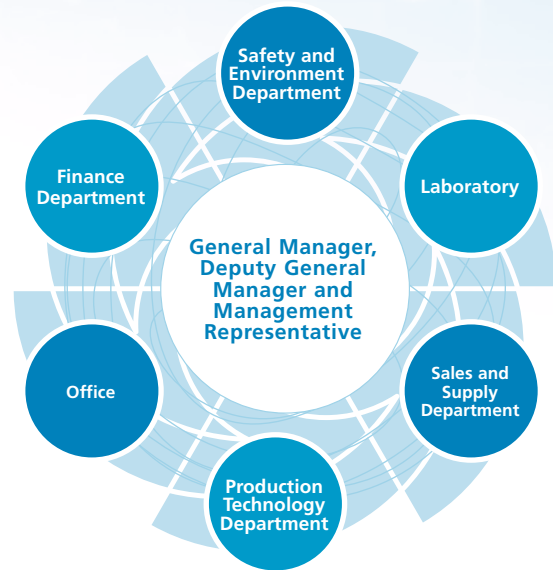 Safety and
Environment
Department
Finance
Department
Laboratory
General Manager,
Deputy General
Manager and
Management
Representative
Office
Sales and
Supply
Department
Production
Technology
Department